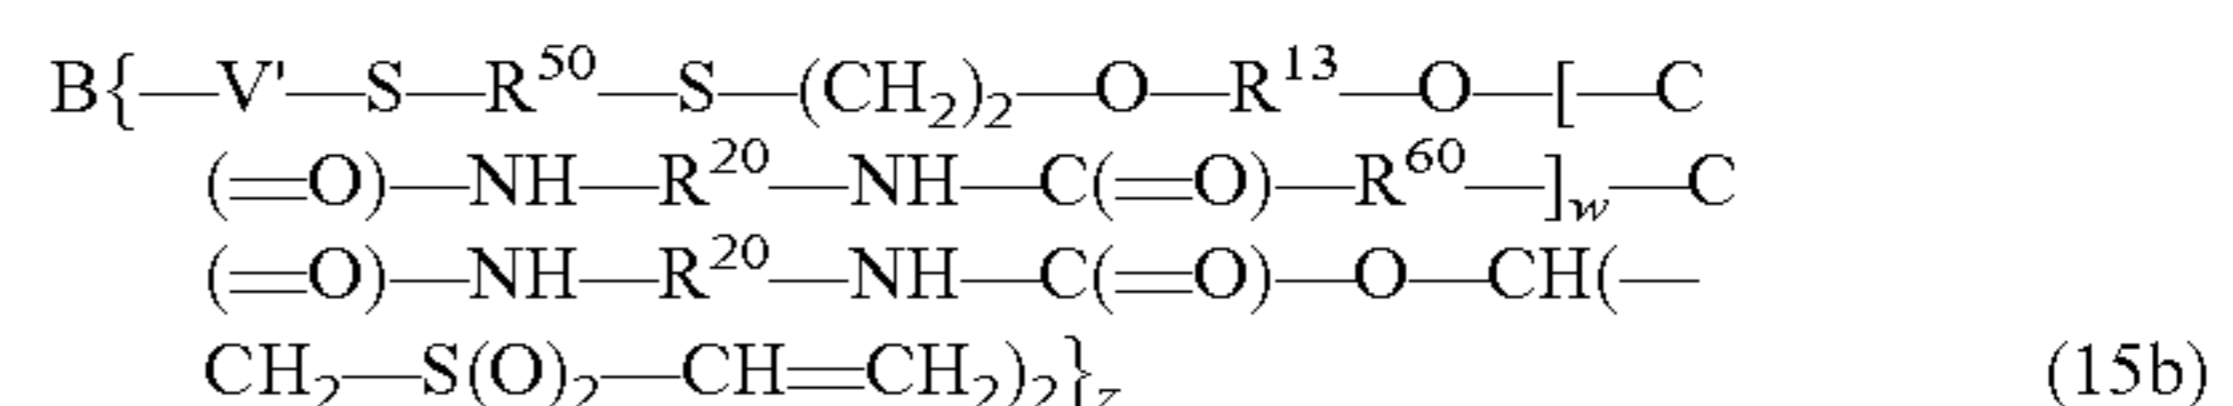 B{—V'—S—R⁵⁰—S—(CH₂)₂—O—R¹³—O—[—C
(=O)—NH—R²⁰—NH—C(=O)—R⁶⁰—]w—C
(=O)—NH—R²⁰—NH—C(=O)—O—CH(—
CH₂—S(O)₂—CH=CH₂)₂}z (15b)